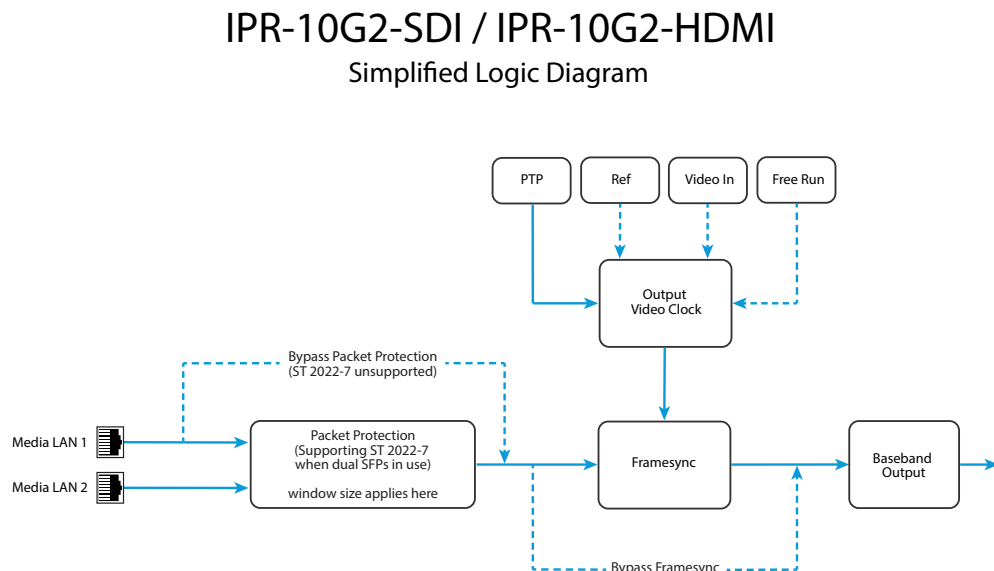 IPR-10G2-SDI / IPR-10G2-HDMI
Simplified Logic Diagram
PTP
Ref
Video In
Free Run
Output
Video Clock
Bypass Packet Protection
(ST 2022-7 unsupported)
Media LAN 1
Media LAN 2
Packet Protection
(Supporting ST 2022-7
when dual SFPs in use)
window size applies here
Framesync
Baseband
Output
Bypass Framesync